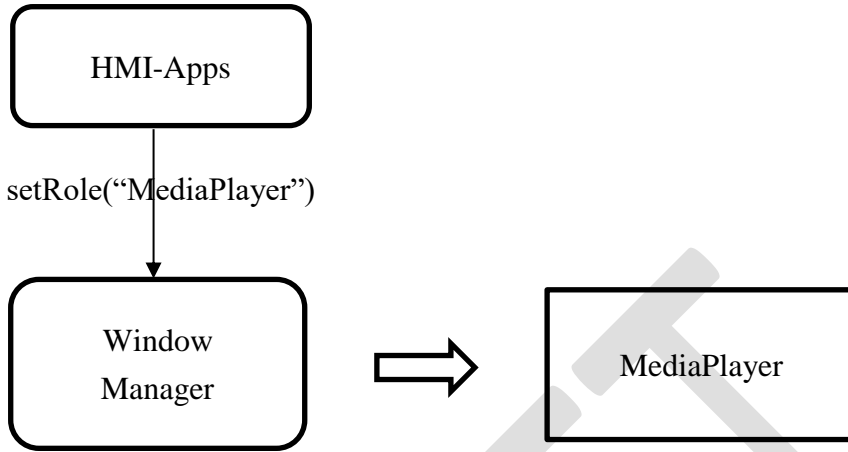 HMI-Apps
setRole(“MediaPlayer”)
Window
Manager
MediaPlayer